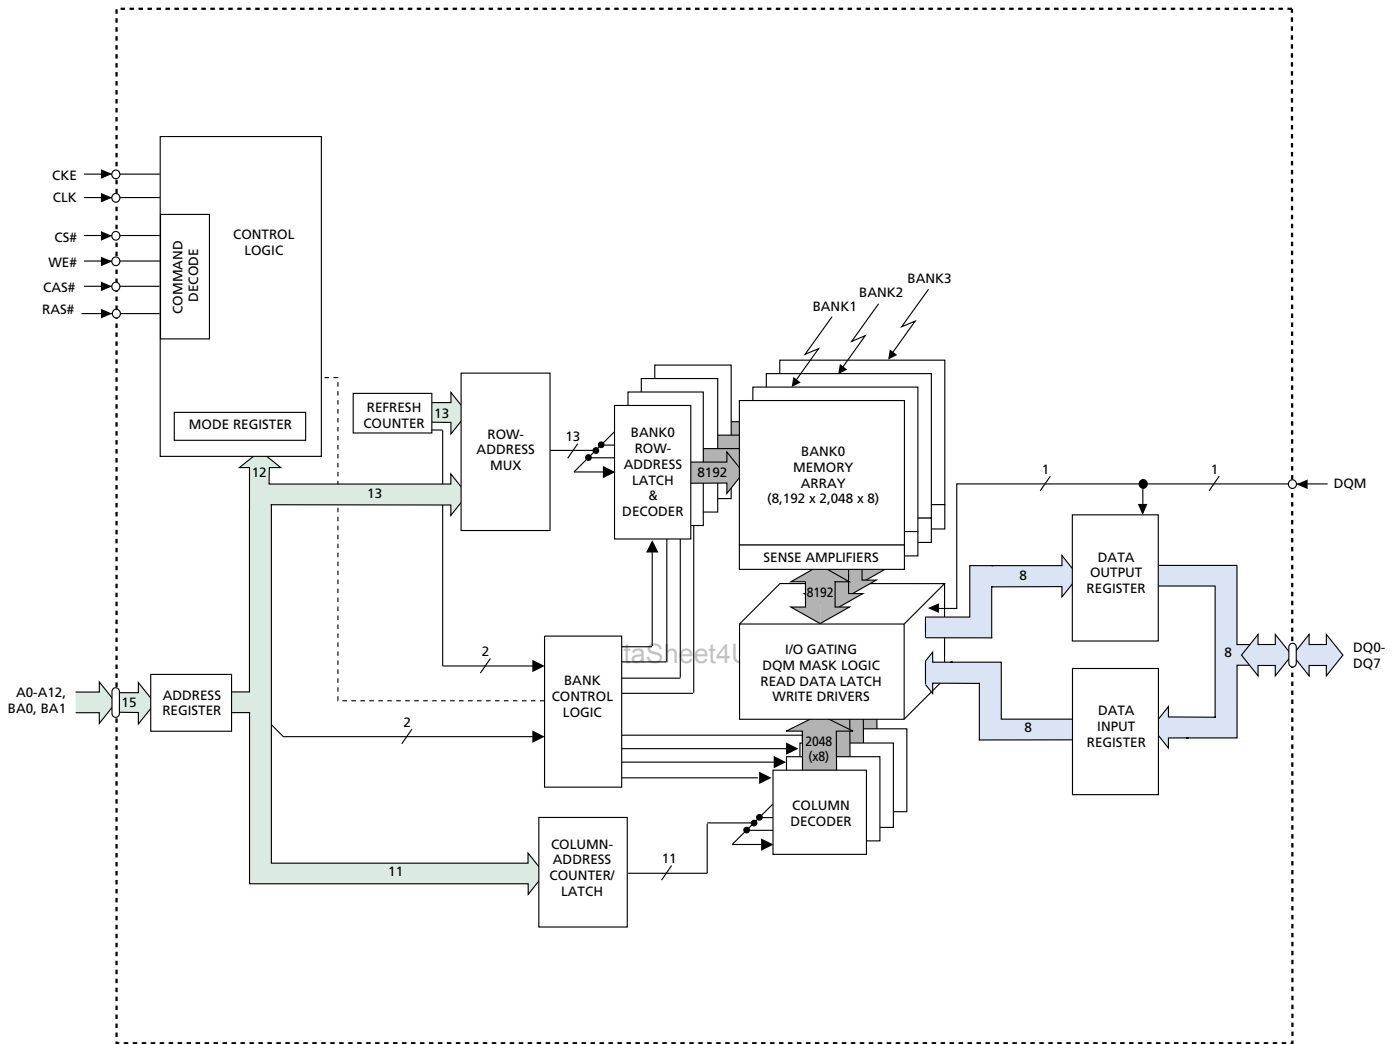 CKE
CLK
CS#
WE#
CAS#
RAS#
COMMAND
DECODE
CONTROL
LOGIC
MODE REGISTER
12
REFRESH
COUNTER
13
13
ROW-
ADDRESS
MUX
13
BANK0
ROW-
ADDRESS
LATCH
&
DECODER
8192
BANK1
BANK2
BANK3
BANK0
MEMORY
ARRAY
(8,192 x 2,048 x 8)
SENSE AMPLIFIERS
8192
I/O GATING
DQM MASK LOGIC
READ DATA LATCH
WRITE DRIVERS
2048
(x8)
COLUMN
DECODER
1
1
DQM
DATA
OUTPUT
REGISTER
8
8
DQ0-
DQ7
DATA
INPUT
REGISTER
8
taSheet4U
2
BANK
CONTROL
LOGIC
2
A0-A12,
BA0, BA1
15
ADDRESS
REGISTER
11
COLUMN-
ADDRESS
COUNTER/
LATCH
11